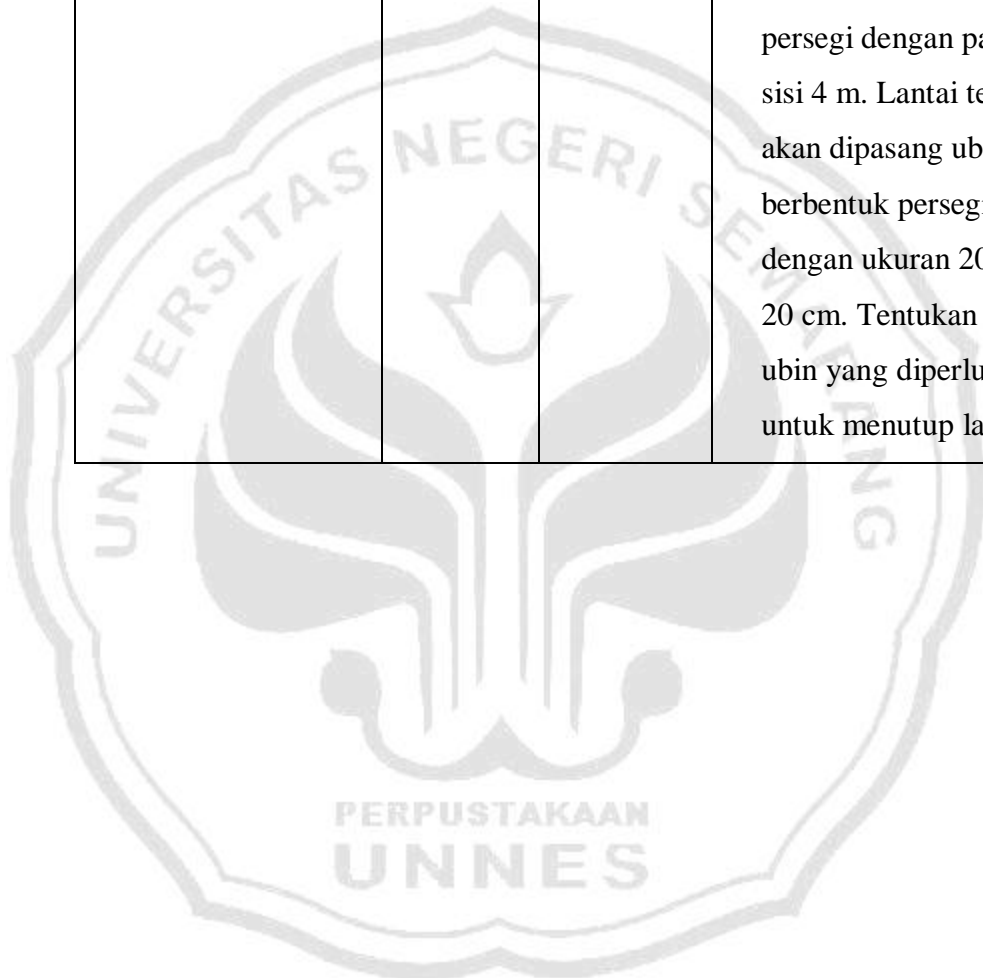 persegi dengan pa
sisi 4 m. Lantai te
akan dipasang ub
berbentuk persegi
dengan ukuran 20
20 cm. Tentukan
ubin yang diperlu
untuk menutup la
UNIVERSITAS NEGERI SEMARANG
PERPUSTAKAAN
UNNES